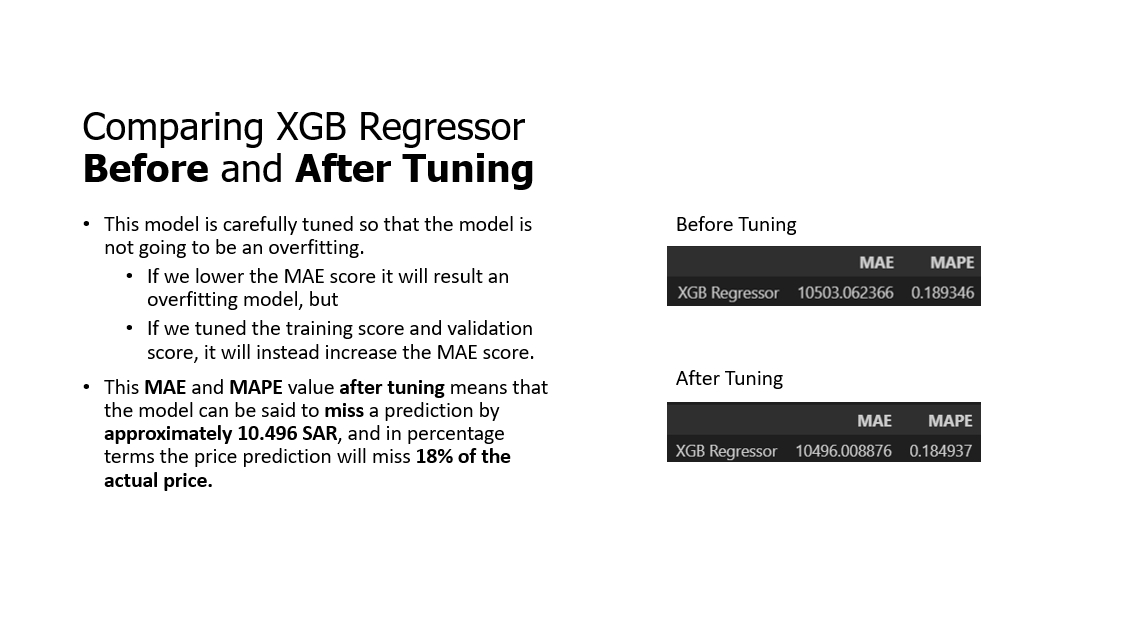 Comparing XGB Regressor
Before and After Tuning
• This model is carefully tuned so that the model is
not going to be an overfitting.
• If we lower the MAE score it will result an
overfitting model, but
• If we tuned the training score and validation
score, it will instead increase the MAE score.
• This MAE and MAPE value after tuning means that
the model can be said to miss a prediction by
approximately 10.496 SAR, and in percentage
terms the price prediction will miss 18% of the
actual price.
Before Tuning
MAE MAPE
XGB Regressor 10503.062366 0.189346
After Tuning
MAE MAPE
XGB Regressor 10496.008876 0.184937